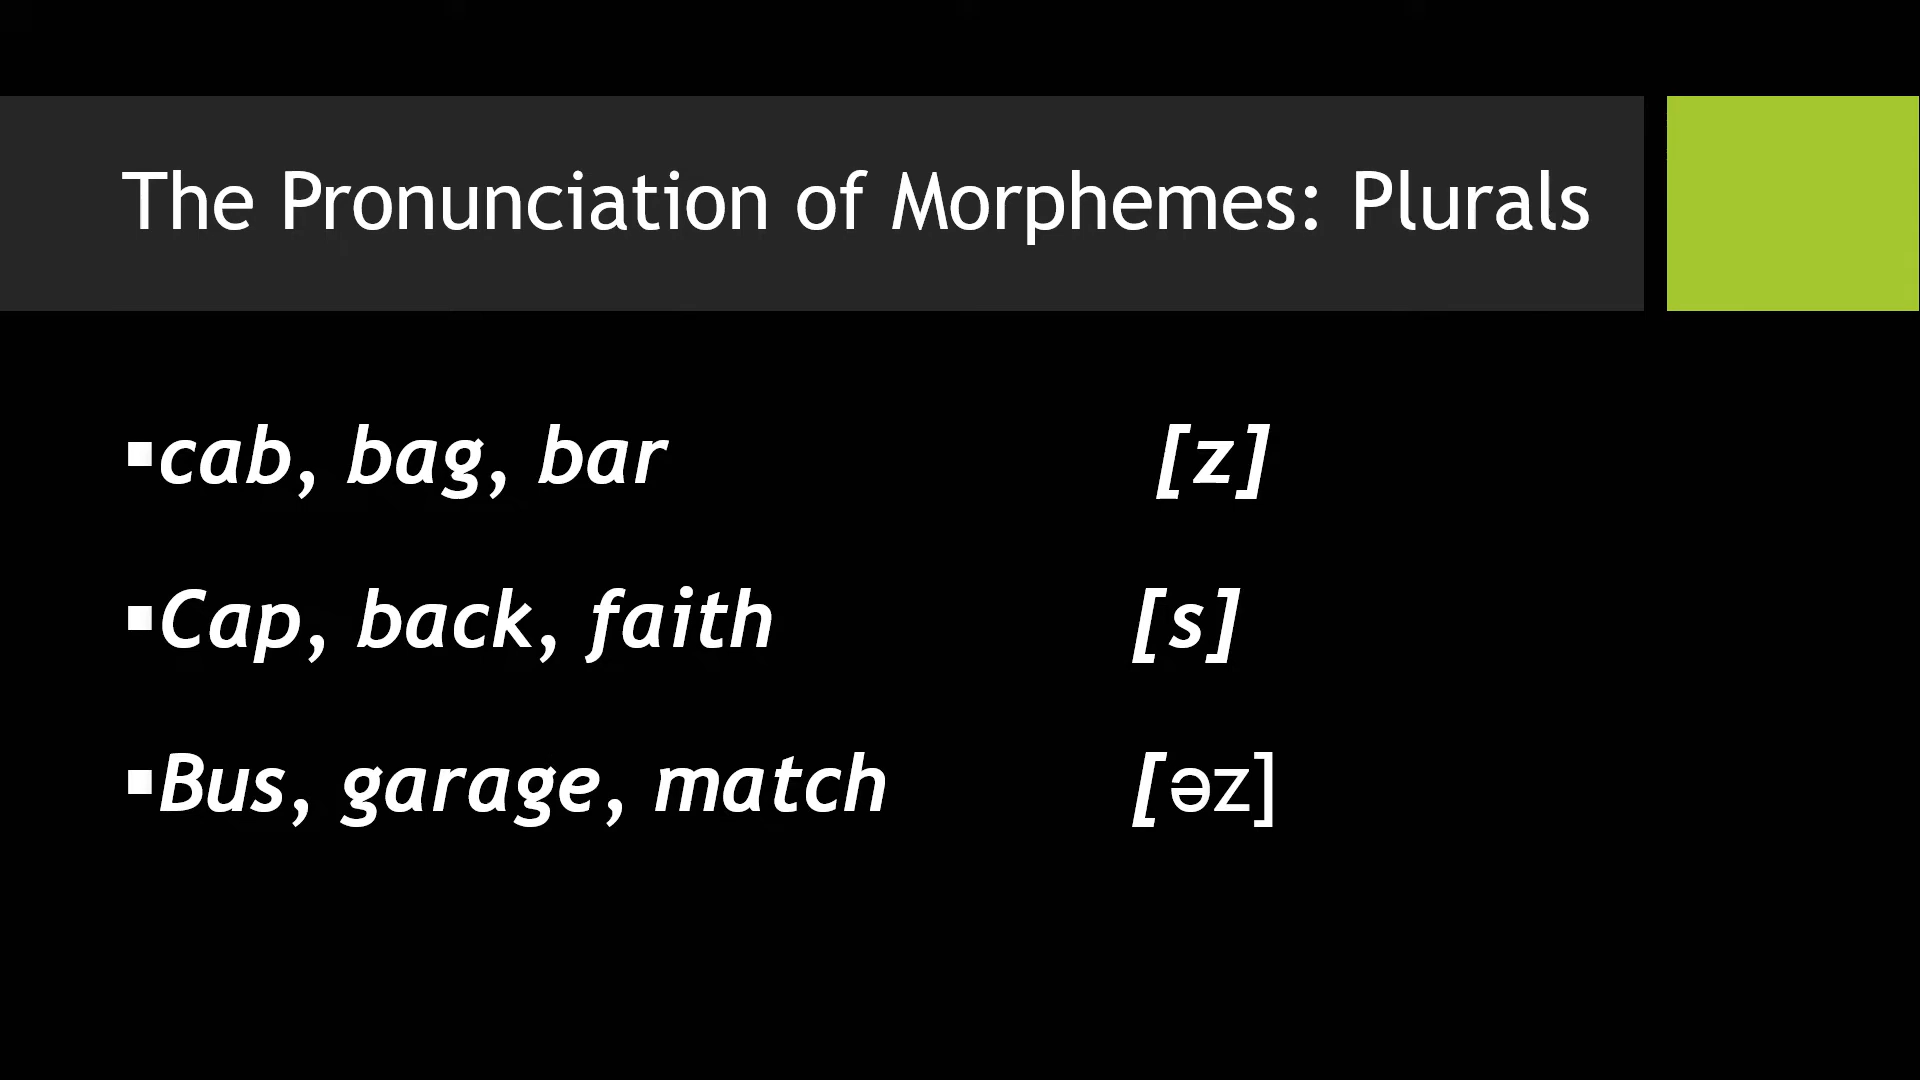 The Pronunciation of Morphemes: Plurals
▪cab, bag, bar [z]
▪Cap, back, faith [s]
▪Bus, garage, match [əz]